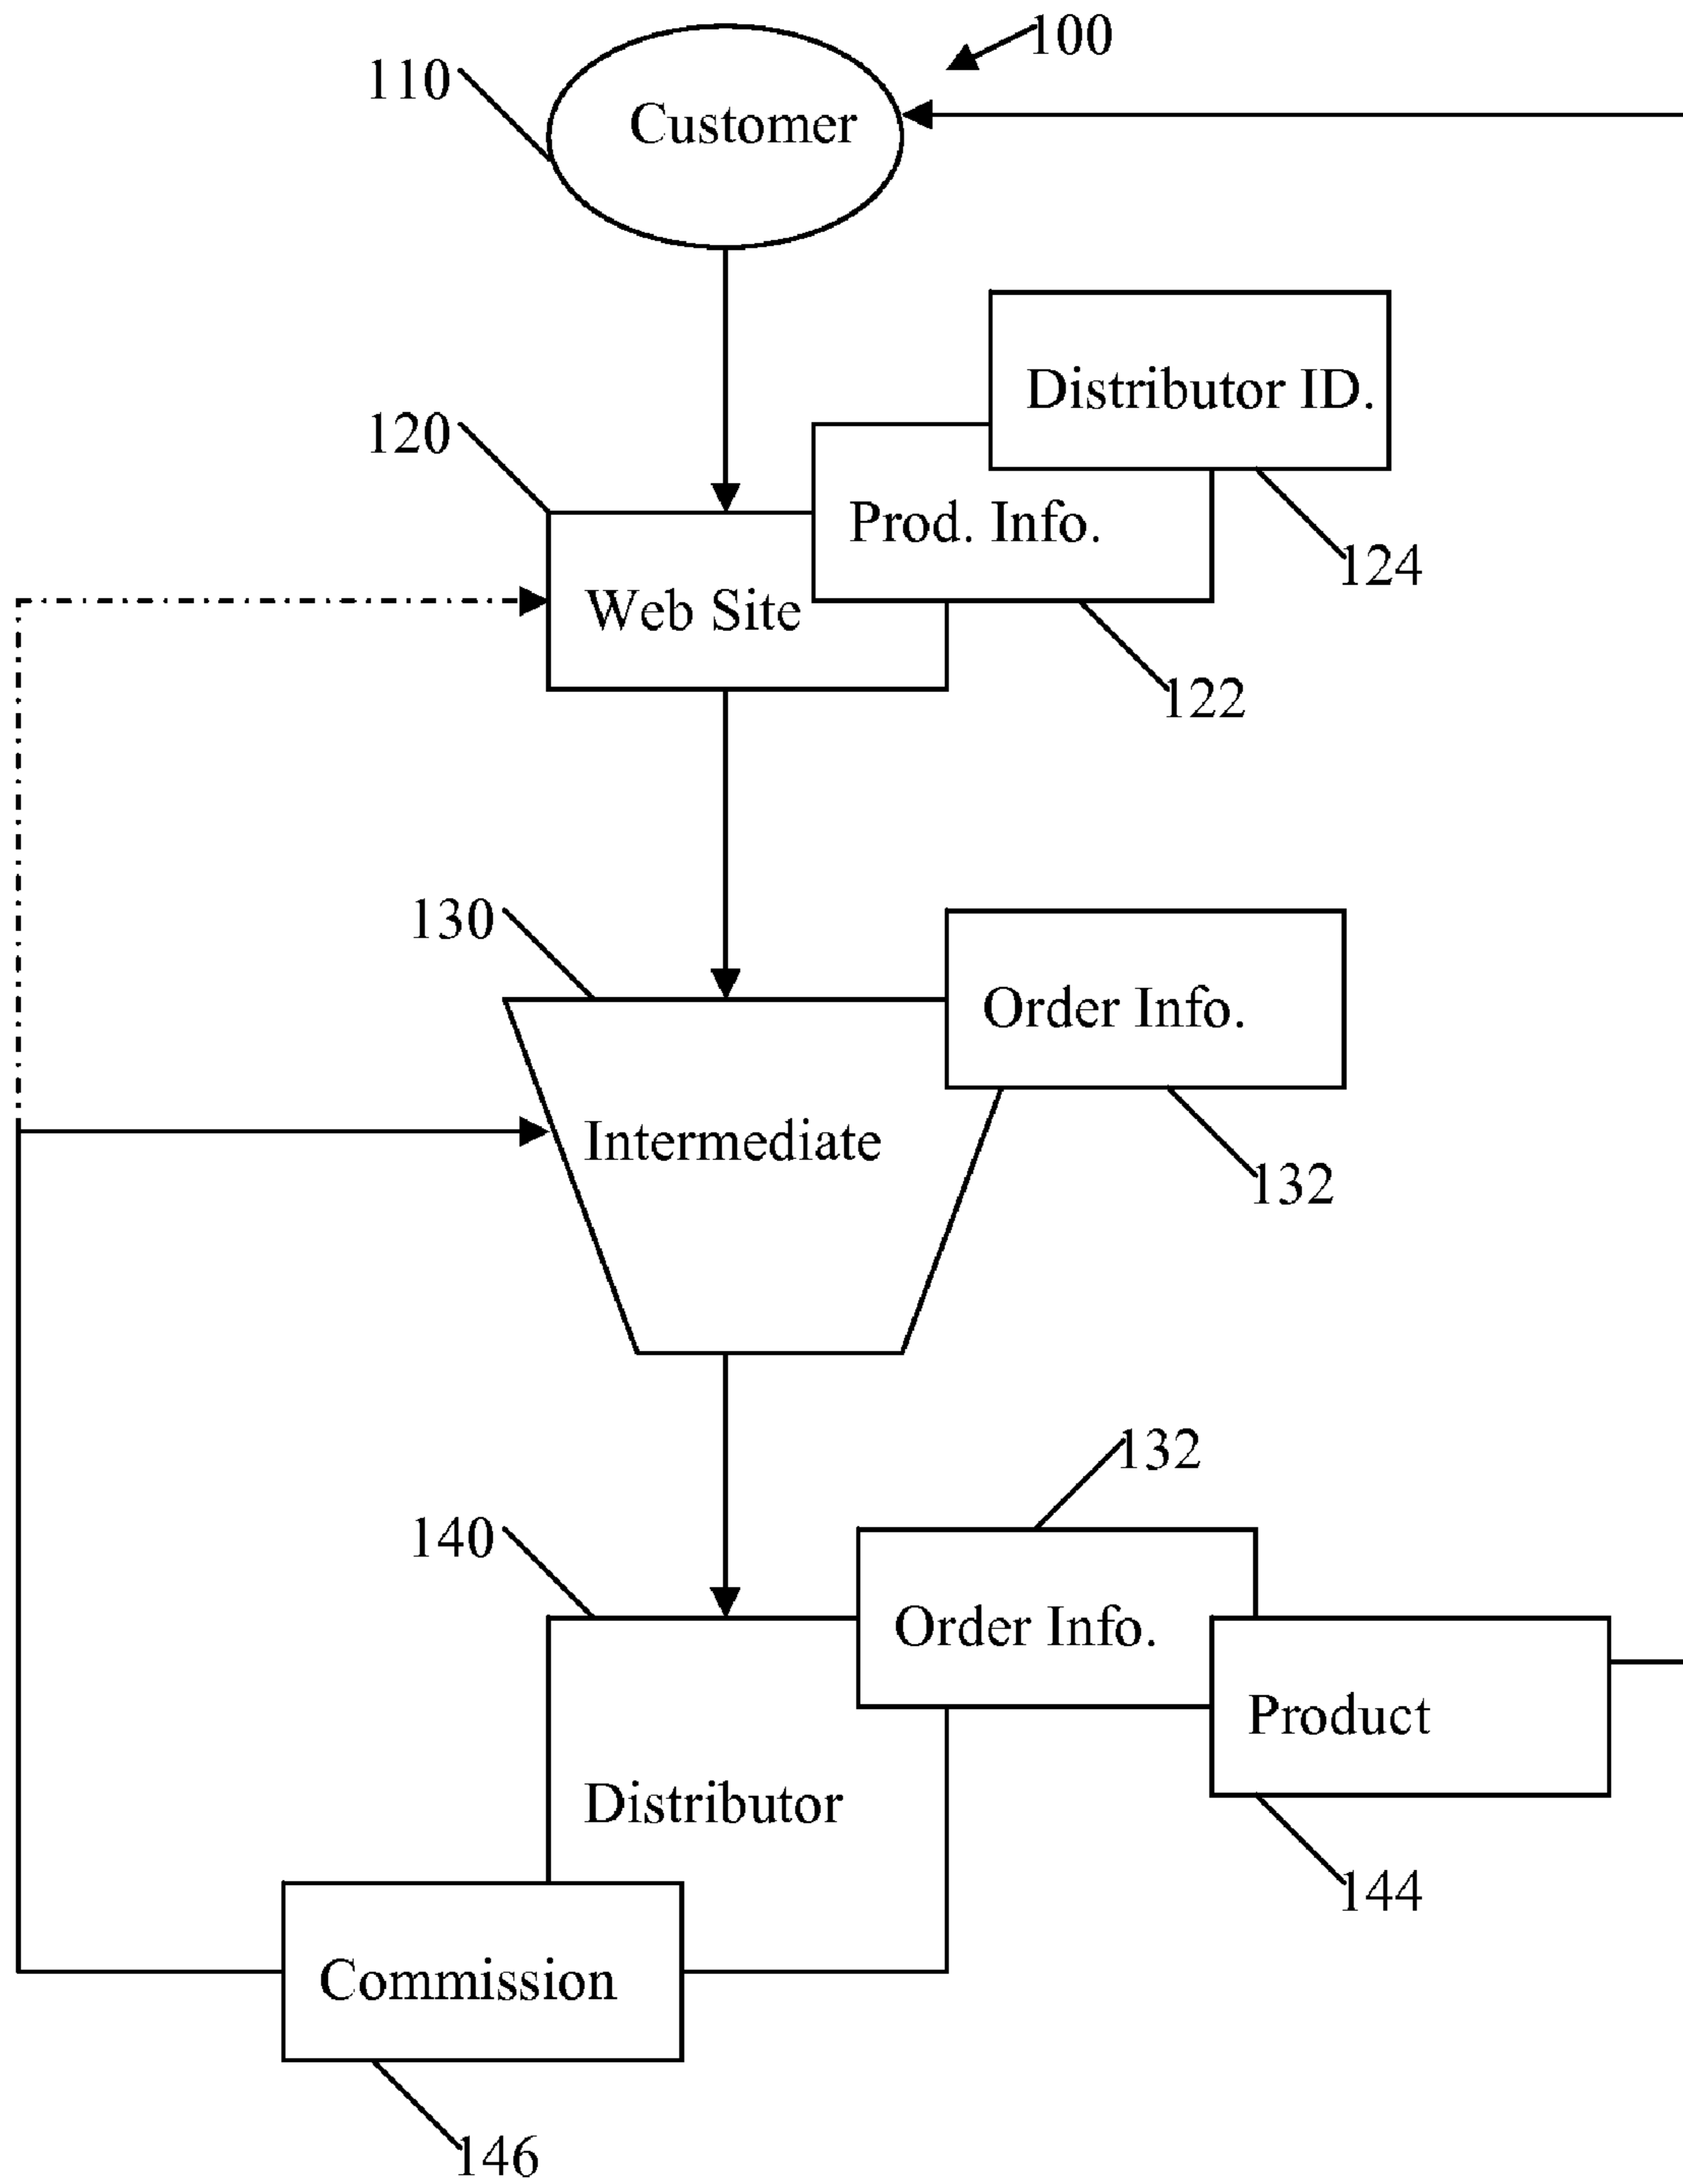 100
110
Customer
Distributor ID.
120
Prod. Info.
124
Web Site
122
130
Order Info.
Intermediate
132
132
140
Order Info.
Product
Distributor
144
Commission
146